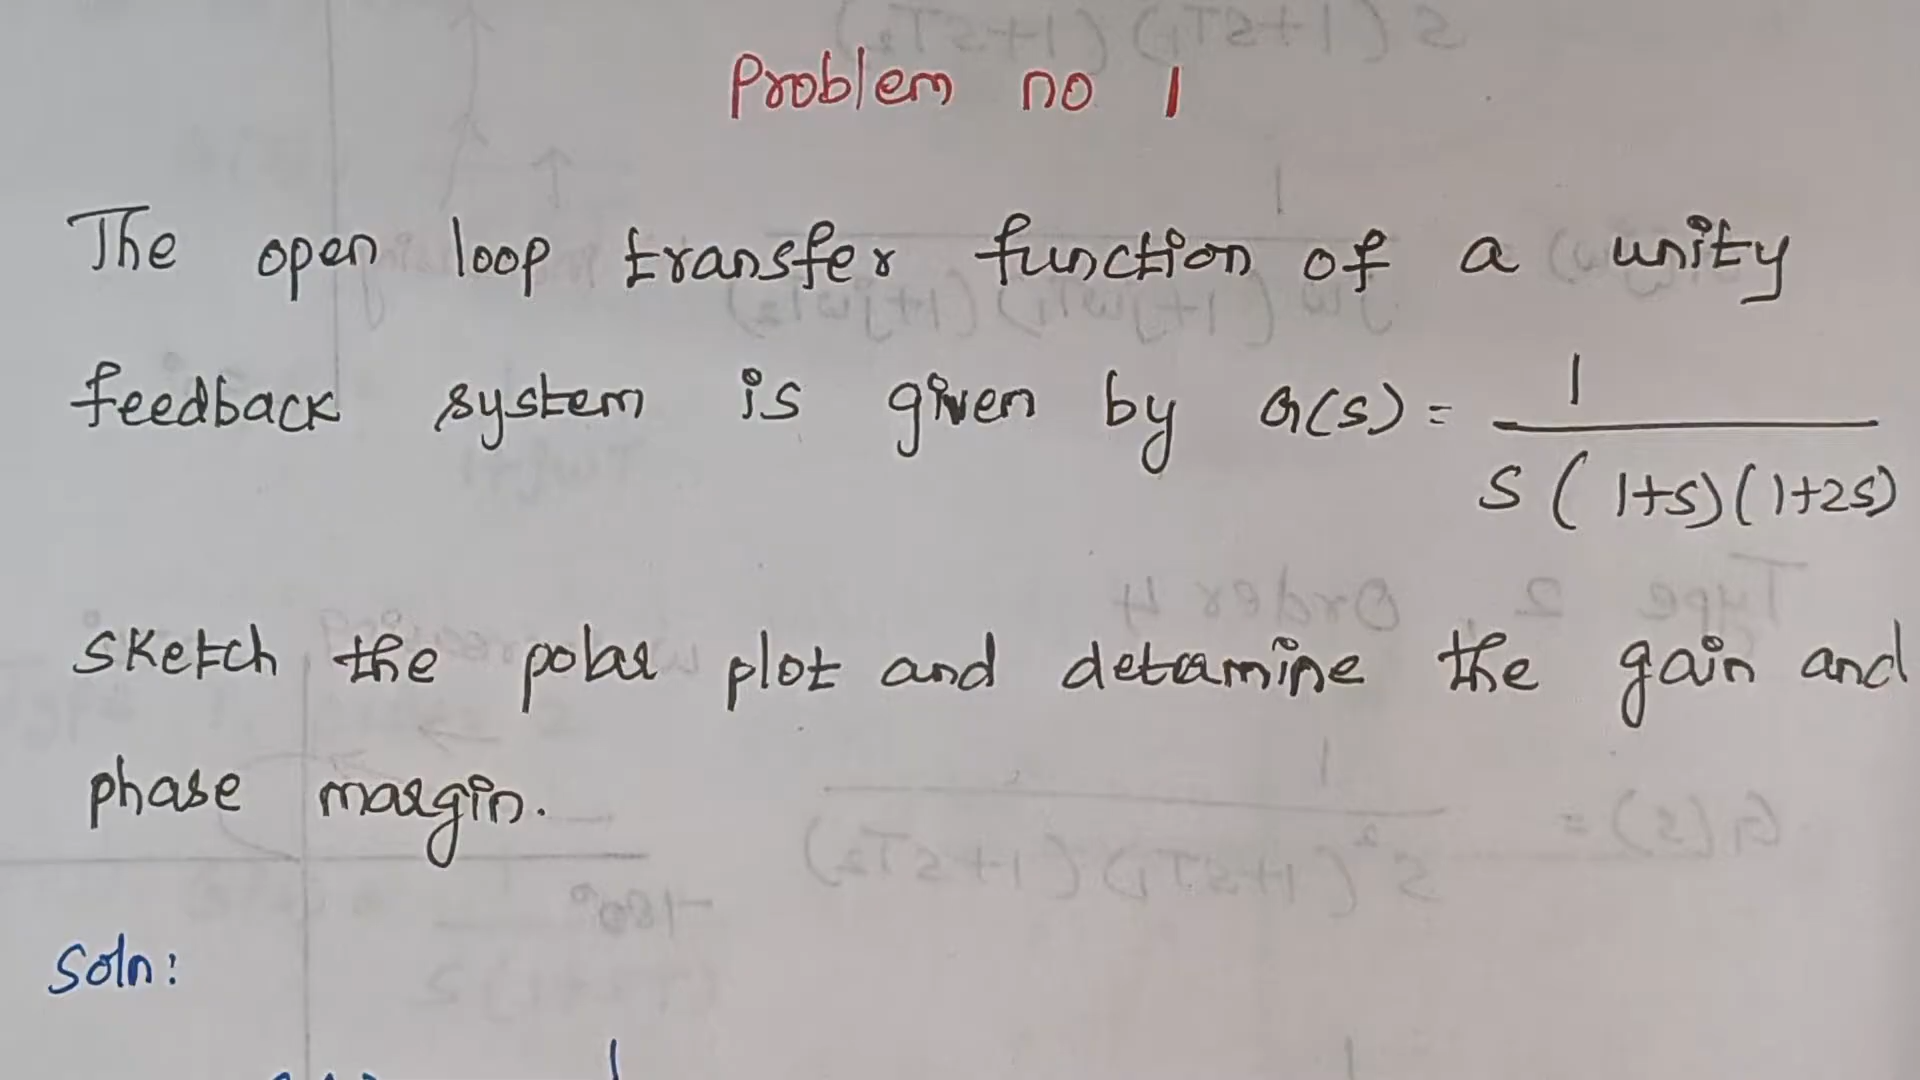 Problem no 1
The open loop transfer function of a unity
feedback system is given by G(s) = 1 / s(1+s)(1+2s)
sketch the polar plot and determine the gain and
phase margin.
Soln: